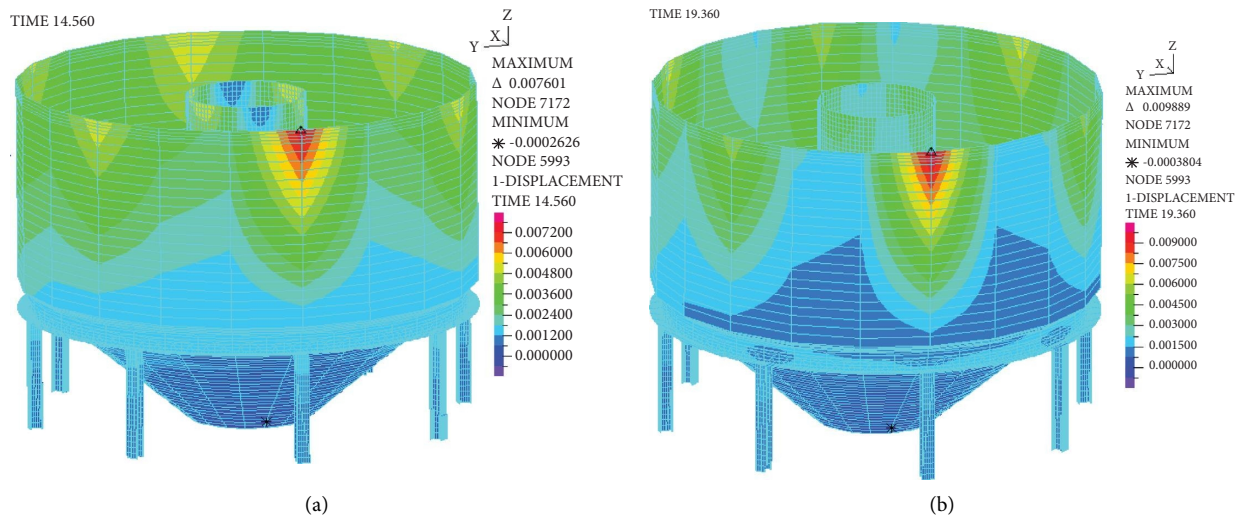 TIME 14.560
Z
X
Y
MAXIMUM
Δ 0.007601
NODE 7172
MINIMUM
✳ -0.0002626
NODE 5993
1-DISPLACEMENT
TIME 14.560
0.007200
0.006000
0.004800
0.003600
0.002400
0.001200
0.000000
(a)
TIME 19.360
Z
X
Y
MAXIMUM
Δ 0.009889
NODE 7172
MINIMUM
✳ -0.0003804
NODE 5993
1-DISPLACEMENT
TIME 19.360
0.009000
0.007500
0.006000
0.004500
0.003000
0.001500
0.000000
(b)